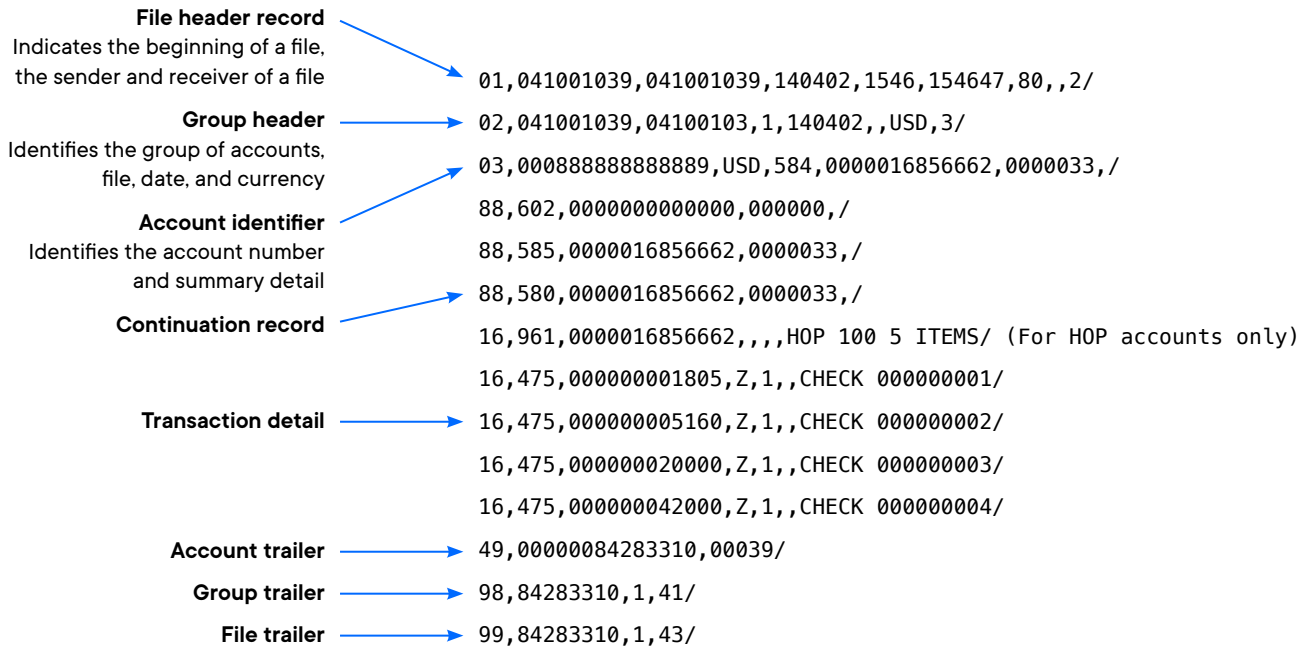 File header record
Indicates the beginning of a file,
the sender and receiver of a file
Group header
Identifies the group of accounts,
file, date, and currency
Account identifier
Identifies the account number
and summary detail
Continuation record
Transaction detail
Account trailer
Group trailer
File trailer
01,041001039,041001039,140402,1546,154647,80,,2/
02,041001039,04100103,1,140402,,USD,3/
03,000888888888889,USD,584,0000016856662,0000033,/
88,602,0000000000000,000000,/
88,585,0000016856662,0000033,/
88,580,0000016856662,0000033,/
16,961,0000016856662,,,,HOP 100 5 ITEMS/ (For HOP accounts only)
16,475,000000001805,Z,1,,CHECK 000000001/
16,475,000000005160,Z,1,,CHECK 000000002/
16,475,000000020000,Z,1,,CHECK 000000003/
16,475,000000042000,Z,1,,CHECK 000000004/
49,00000084283310,00039/
98,84283310,1,41/
99,84283310,1,43/